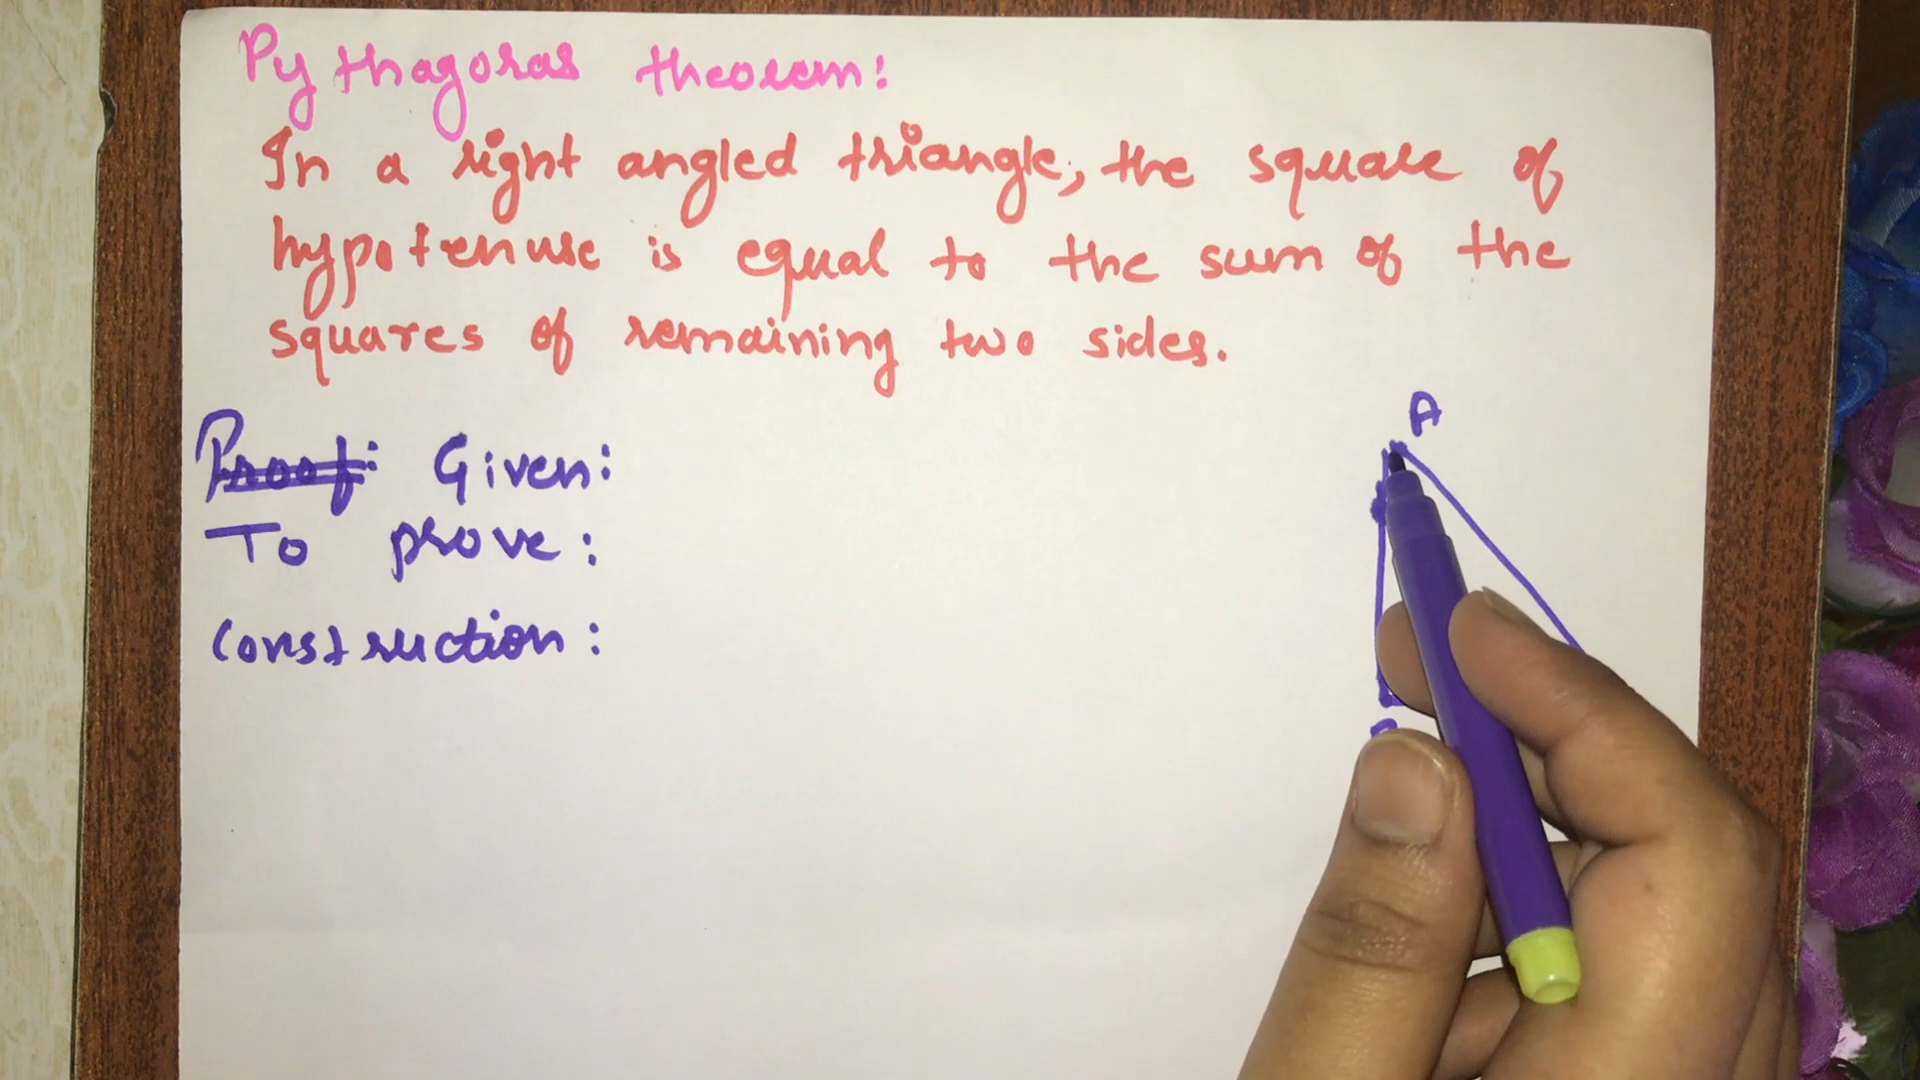 Pythagoras theorem:
In a right angled triangle, the square of
hypotenuse is equal to the sum of the
squares of remaining two sides.
A
Proof: Given:
To prove:
Construction: